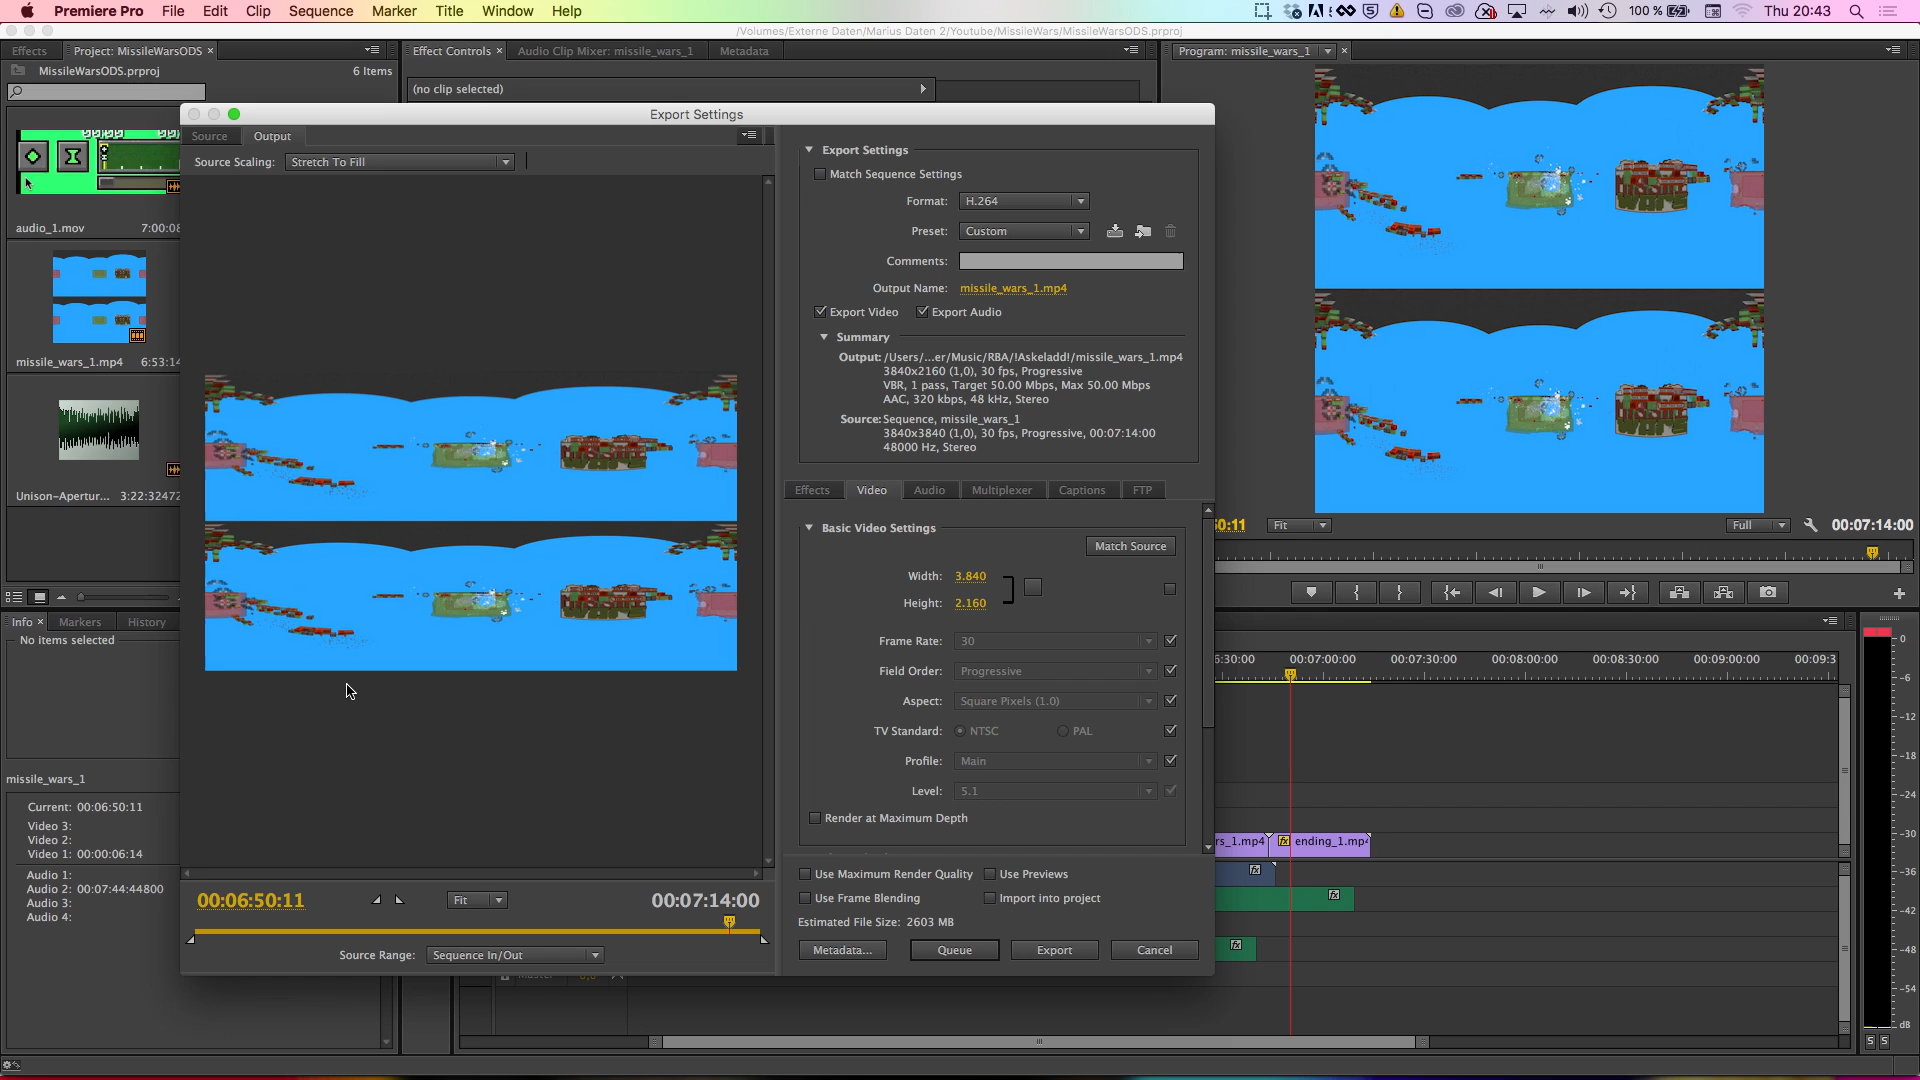 Premiere Pro File Edit Clip Sequence Marker Title Window Help
100 % Thu 20:43
/Volumes/Externe Daten/Marius Daten 2/Youtube/MissileWars/MissileWarsODS.prproj
Effects Project: MissileWarsODS ×
Effect Controls × Audio Clip Mixer: missile_wars_1 Metadata
Program: missile_wars_1 ×
MissileWarsODS.prproj 6 Items
(no clip selected)
Export Settings
Source Output
Source Scaling: Stretch To Fill
audio_1.mov 7:00:08
missile_wars_1.mp4 6:53:14
Unison-Apertur... 3:22:32472
Export Settings
Match Sequence Settings
Format: H.264
Preset: Custom
Comments:
Output Name: missile_wars_1.mp4
Export Video Export Audio
Summary
Output: /Users/...er/Music/RBA/!Askeladd!/missile_wars_1.mp4
3840x2160 (1,0), 30 fps, Progressive
VBR, 1 pass, Target 50.00 Mbps, Max 50.00 Mbps
AAC, 320 kbps, 48 kHz, Stereo
Source: Sequence, missile_wars_1
3840x3840 (1,0), 30 fps, Progressive, 00:07:14:00
48000 Hz, Stereo
Effects Video Audio Multiplexer Captions FTP
Basic Video Settings
Match Source
Width: 3.840
Height: 2.160
Frame Rate: 30
Field Order: Progressive
Aspect: Square Pixels (1.0)
TV Standard: NTSC PAL
Profile: Main
Level: 5.1
Render at Maximum Depth
Use Maximum Render Quality Use Previews
Use Frame Blending Import into project
Estimated File Size: 2603 MB
Metadata... Queue Export Cancel
00:06:50:11 Fit 00:07:14:00
Source Range: Sequence In/Out
0:11 Fit Full 00:07:14:00
6:30:00 00:07:00:00 00:07:30:00 00:08:00:00 00:08:30:00 00:09:00:00 00:09:3
rs_1.mp4 fx ending_1.mp4
fx
fx
fx
Info × Markers History
No items selected
missile_wars_1
Current: 00:06:50:11
Video 3:
Video 2:
Video 1: 00:00:06:14
Audio 1:
Audio 2: 00:07:44:44800
Audio 3:
Audio 4:
0
-6
-12
-18
-24
-30
-36
-42
-48
-54
dB
S S